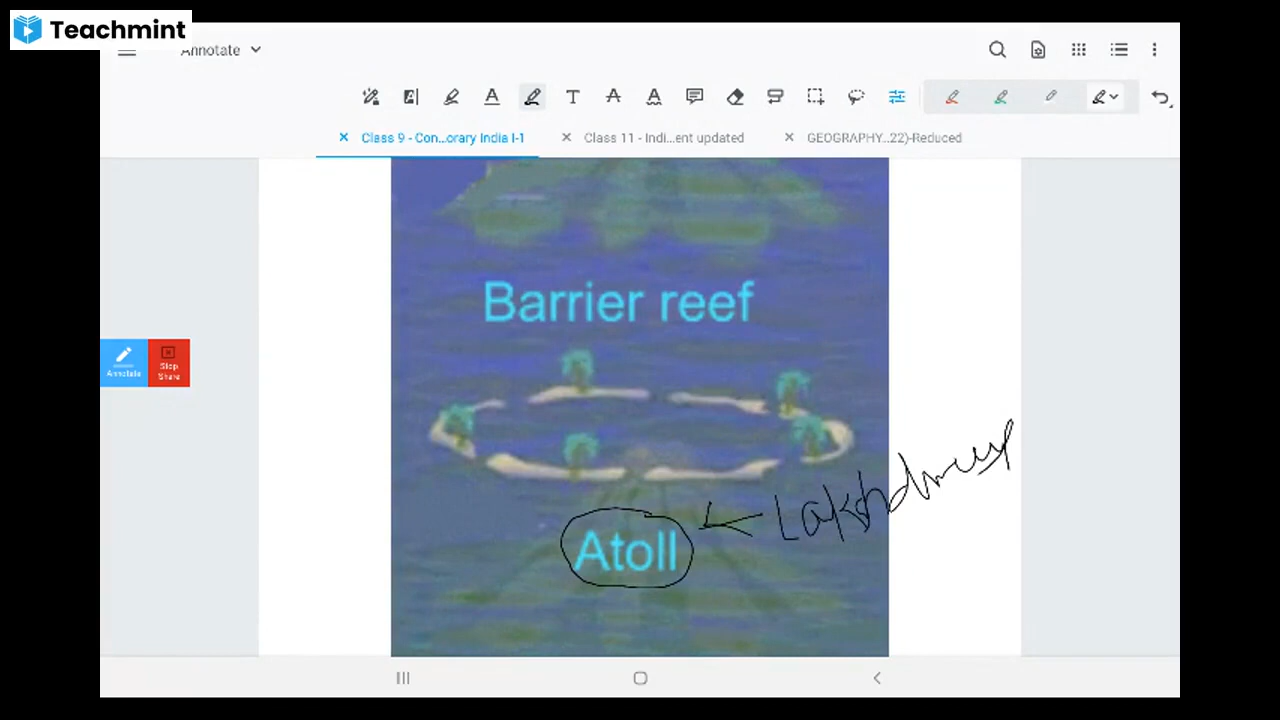 Teachmint
Annotate
Class 9 - Con...orary India I-1
Class 11 - Indi...ent updated
GEOGRAPHY...22)-Reduced
Barrier reef
Annotate
Stop
Share
Atoll